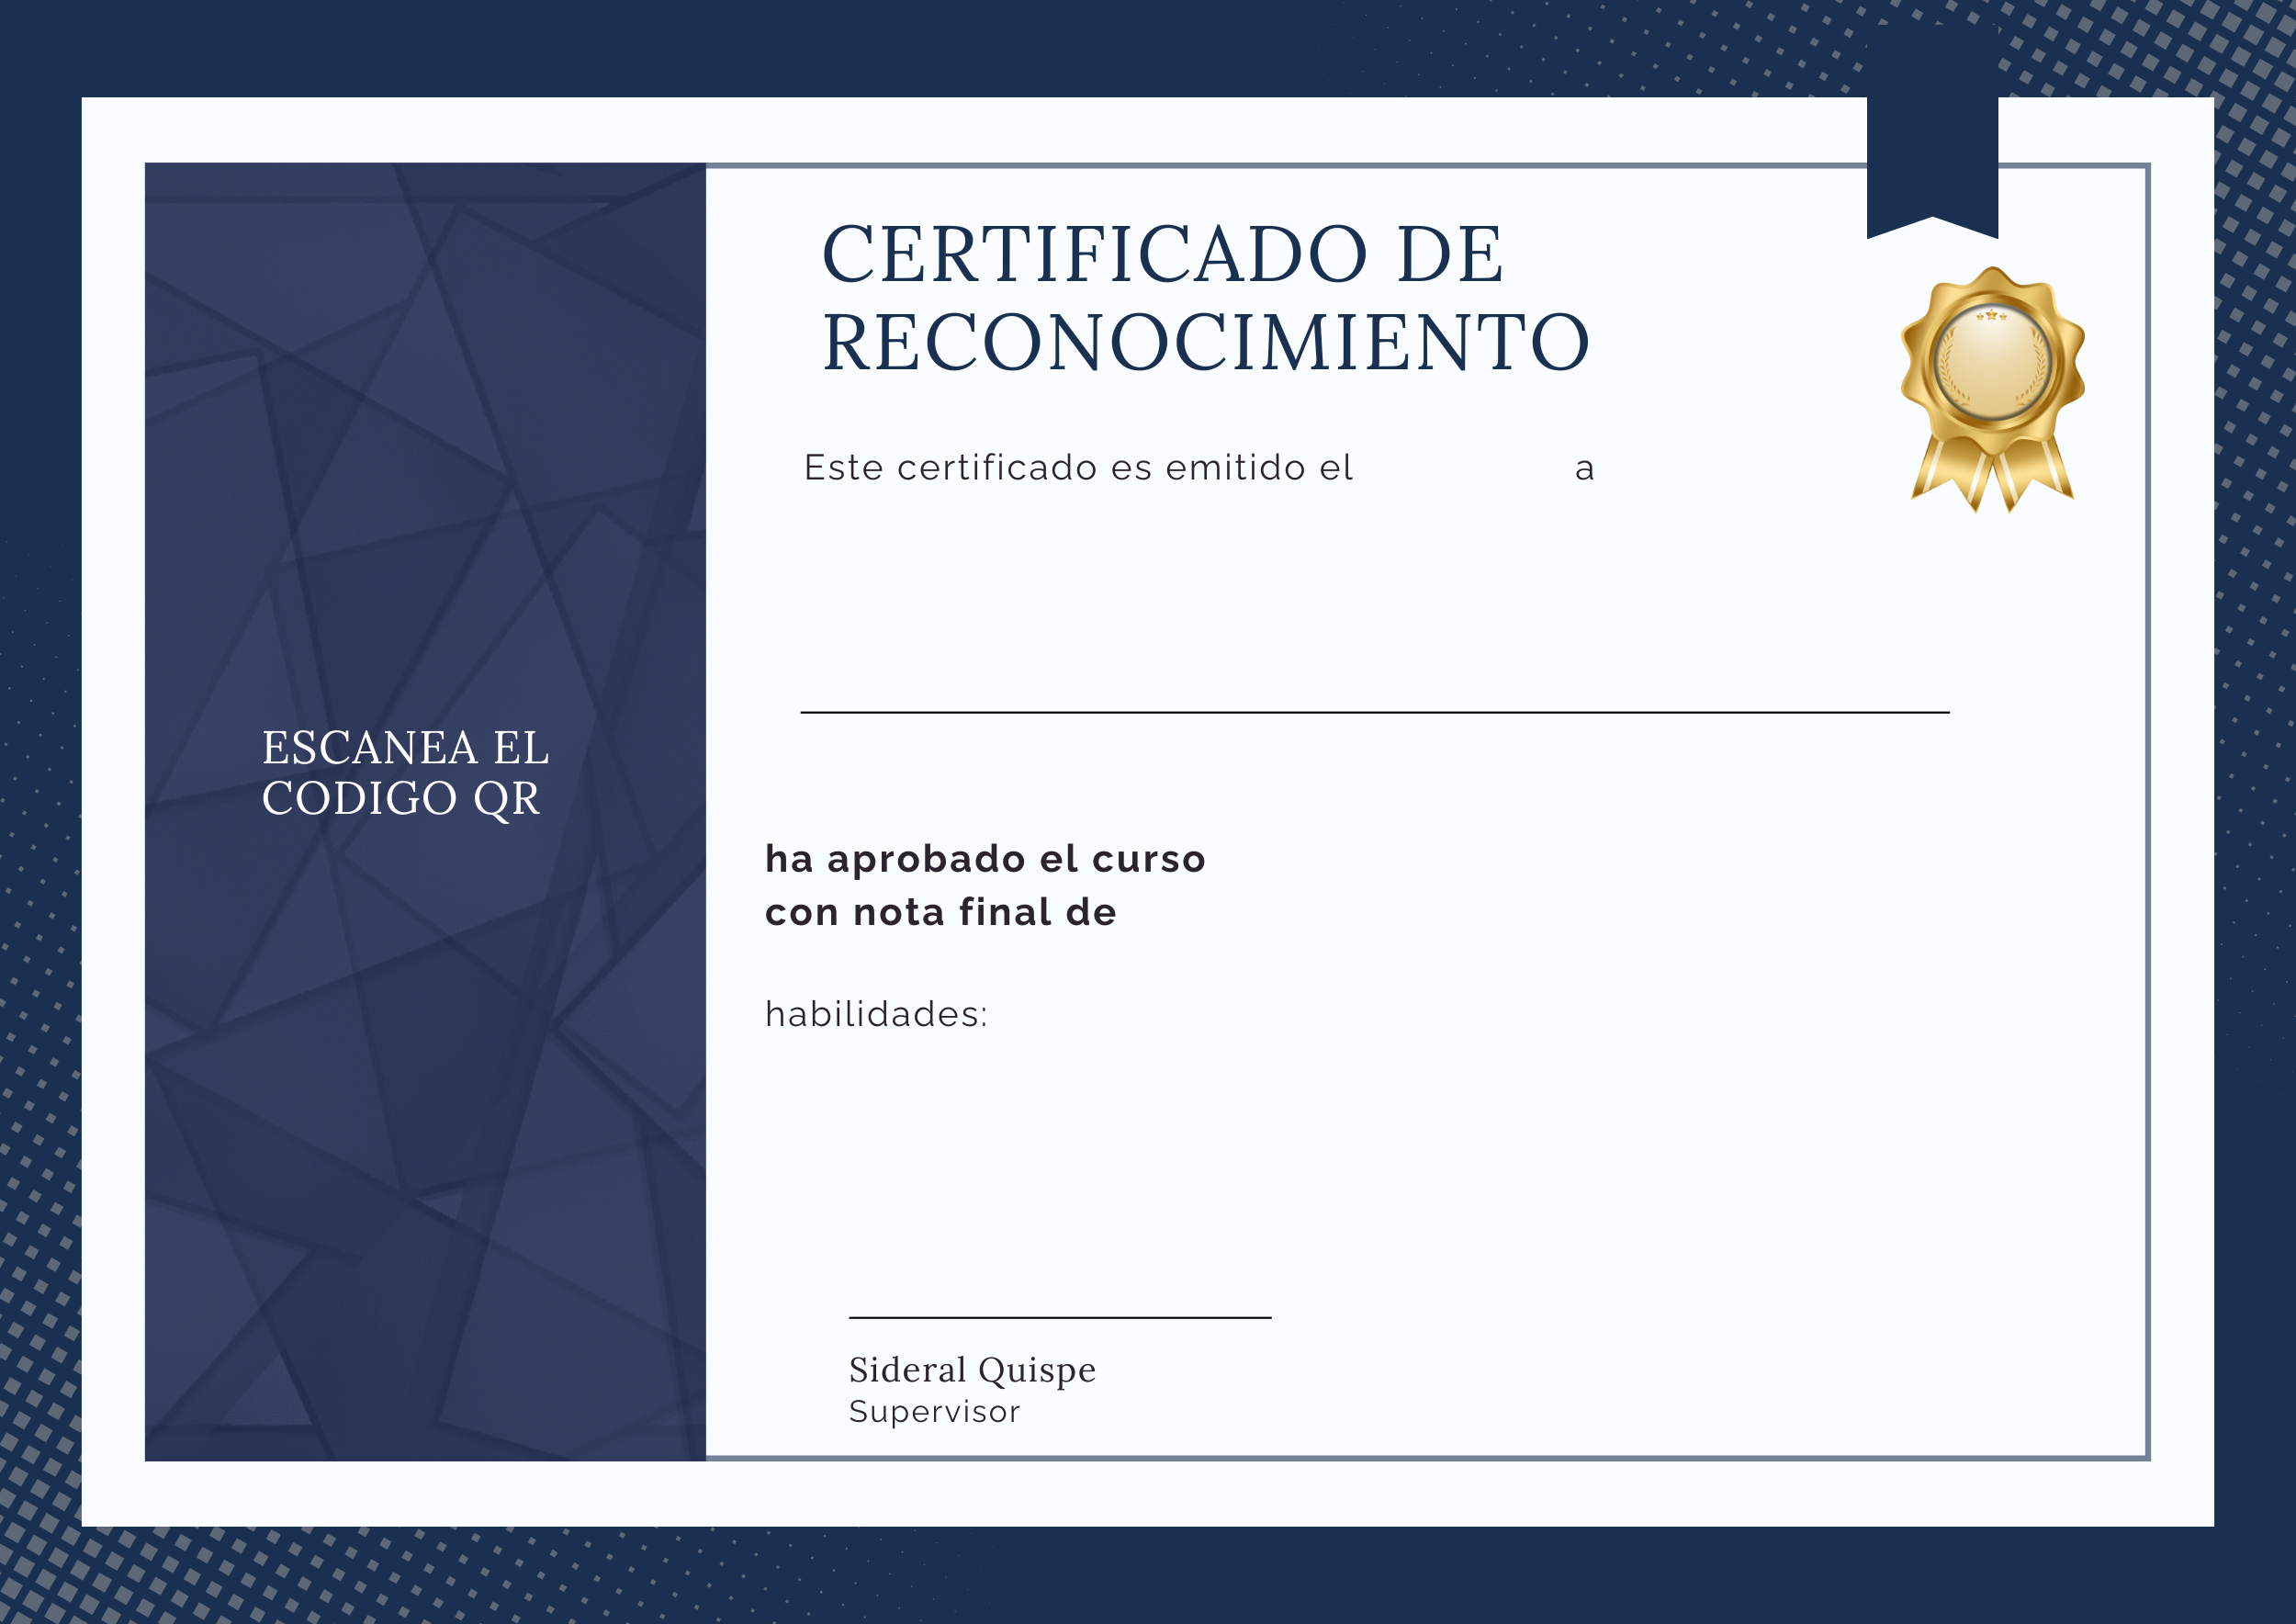 CERTIFICADO DE
RECONOCIMIENTO
Este certificado es emitido el a
ESCANEA EL
CODIGO QR
ha aprobado el curso
con nota final de
habilidades:
Sideral Quispe
Supervisor